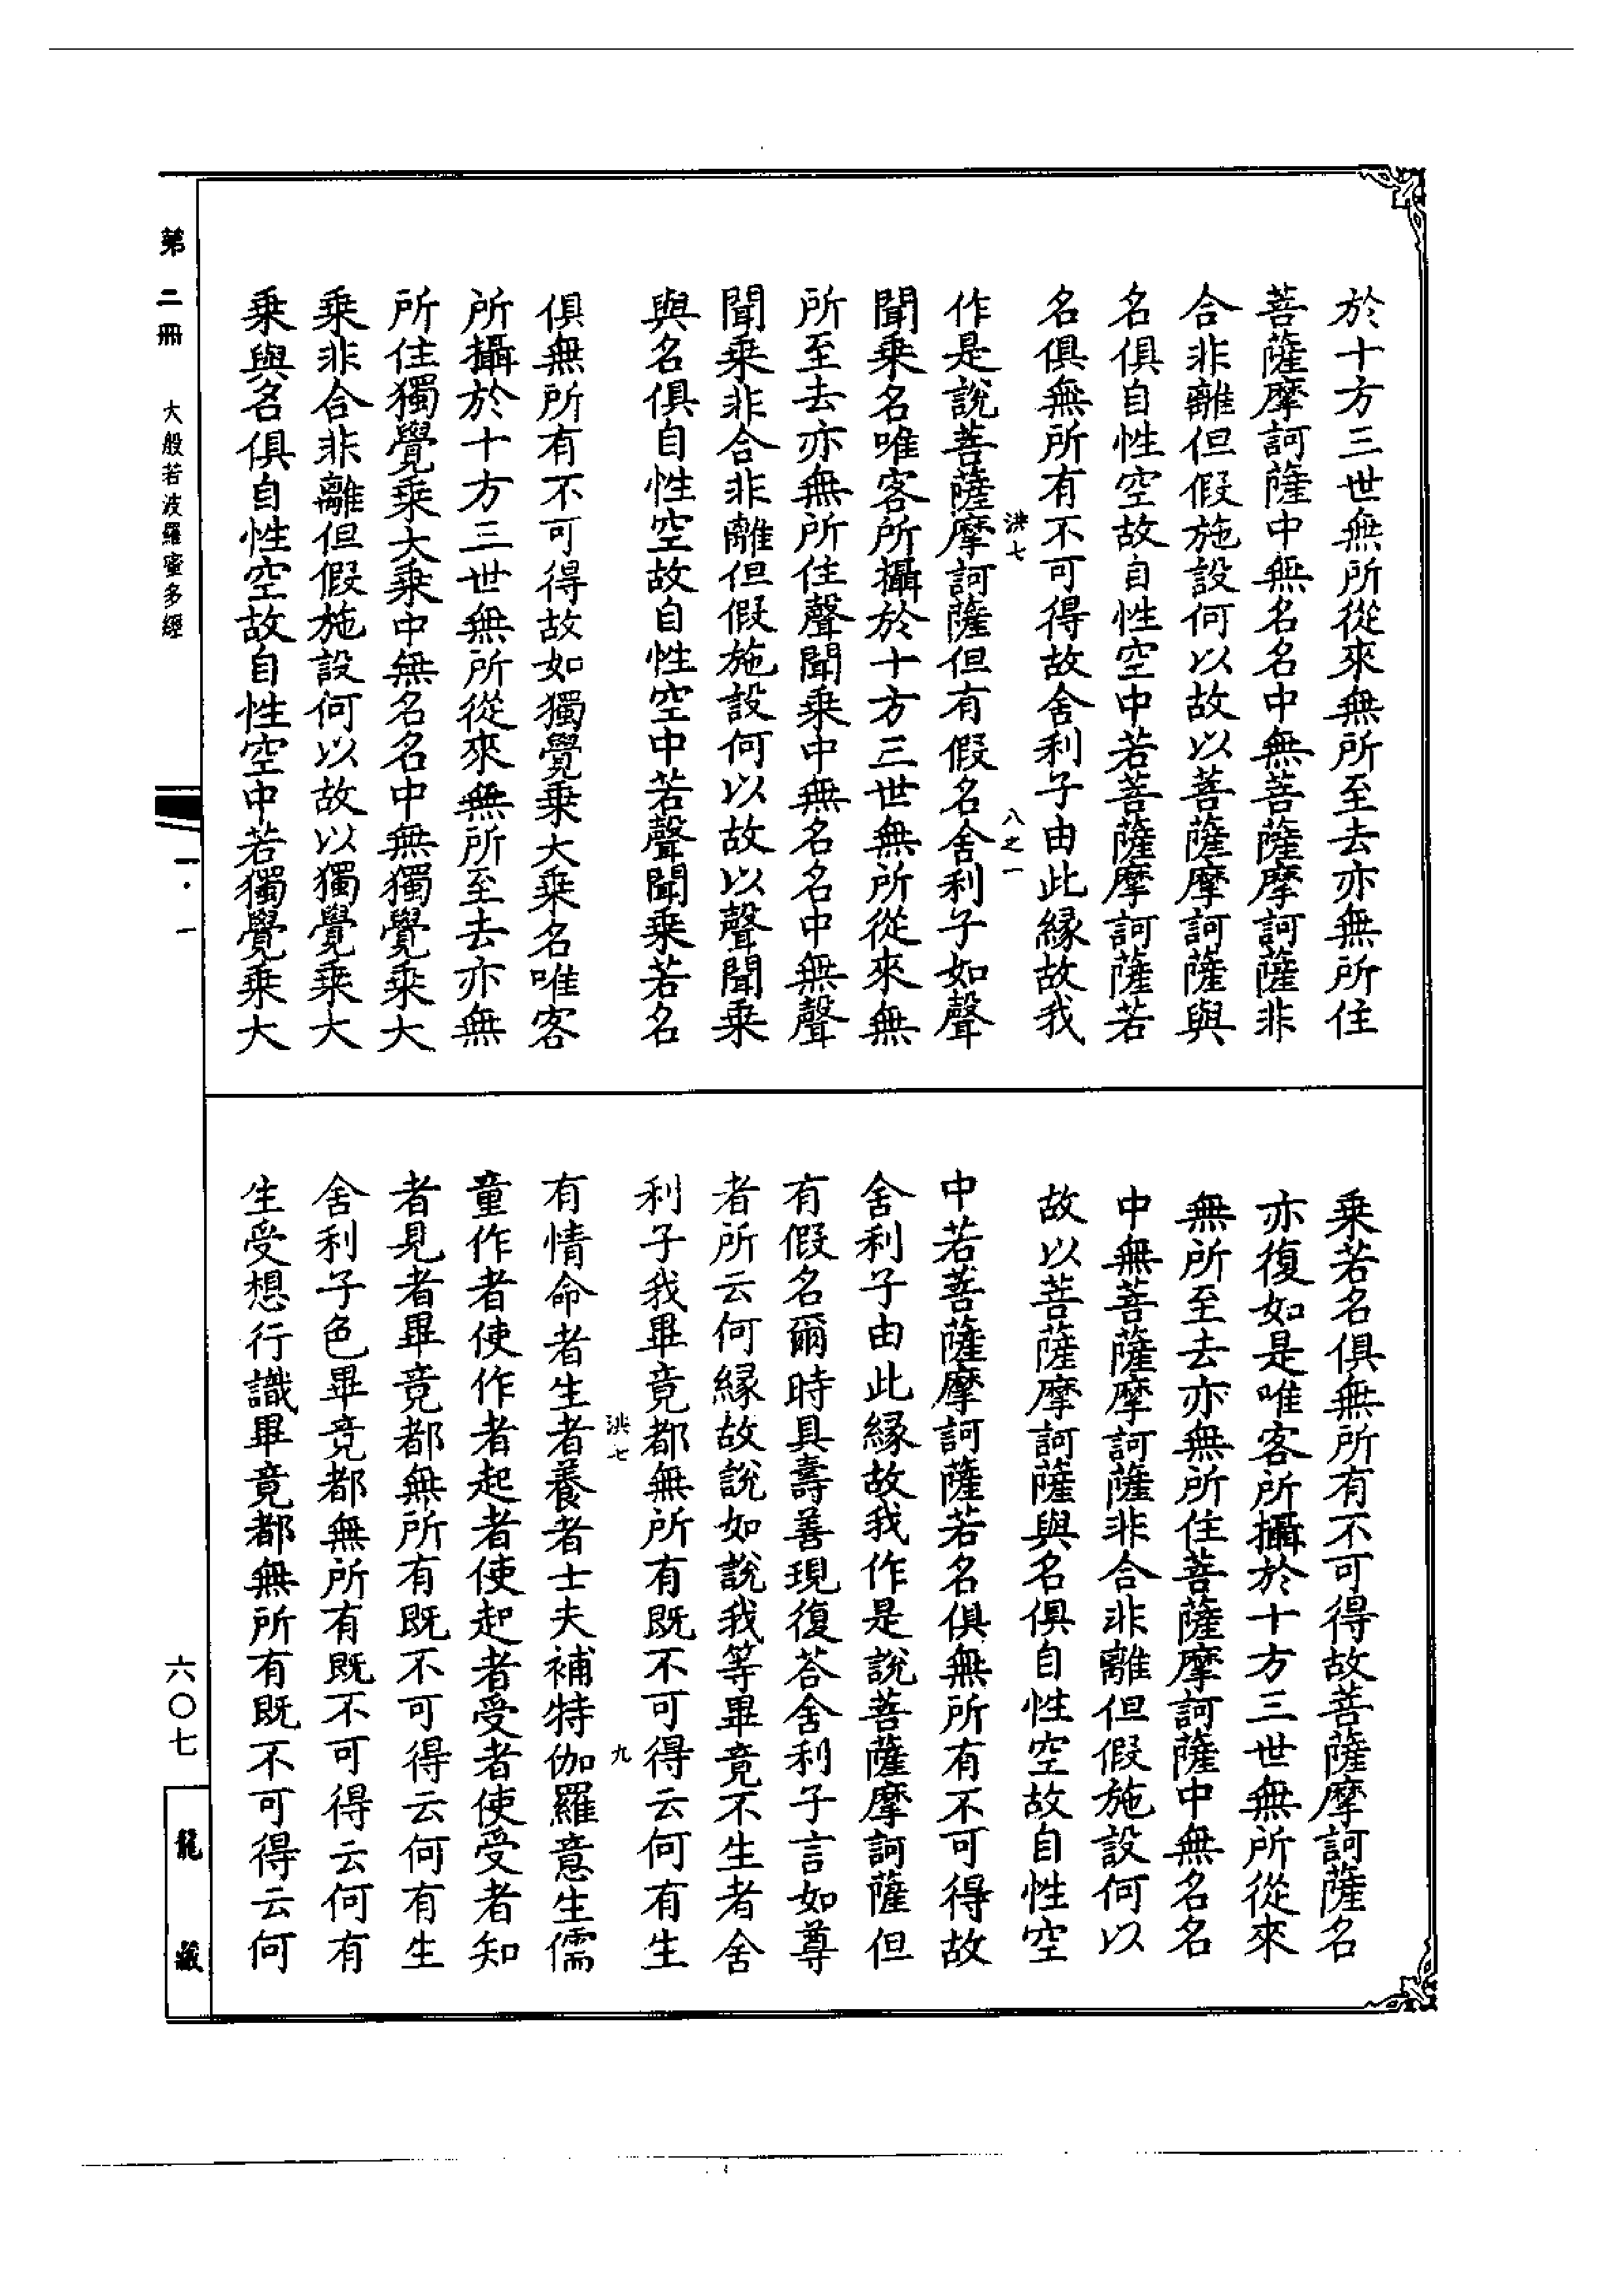 於十方三世無所從來無所至去亦無所住
菩薩摩訶薩中無名名中無菩薩摩訶薩非
合非離但假施設何以故以菩薩摩訶薩與
名俱自性空故自性空中若菩薩摩訶薩若
名俱無所有不可得故舍利子由此緣故我
洪七
八之一
作是說菩薩摩訶薩但有假名舍利子如聲
聞乘名唯客所攝於十方三世無所從來無
所至去亦無所住聲聞乘中無名名中無聲
聞乘非合非離但假施設何以故以聲聞乘
與名俱自性空故自性空中若聲聞乘若名
俱無所有不可得故如獨覺乘大乘名唯客
所攝於十方三世無所從來無所至去亦無
所住獨覺乘大乘中無名名中無獨覺乘大
乘非合非離但假施設何以故以獨覺乘大
乘與名俱自性空故自性空中若獨覺乘大
乘若名俱無所有不可得故菩薩摩訶薩名
亦復如是唯客所攝於十方三世無所從來
無所至去亦無所住菩薩摩訶薩中無名名
中無菩薩摩訶薩非合非離但假施設何以
故以菩薩摩訶薩與名俱自性空故自性空
中若菩薩摩訶薩若名俱無所有不可得故
舍利子由此緣故我作是說菩薩摩訶薩但
有假名爾時具壽善現復荅舍利子言如尊
者所云何緣故說如說我等畢竟不生者舍
利子我畢竟都無所有既不可得云何有生
洪七
九
有情命者生者養者士夫補特伽羅意生儒
童作者使作者起者使起者受者使受者知
者見者畢竟都無所有既不可得云何有生
舍利子色畢竟都無所有既不可得云何有
生受想行識畢竟都無所有既不可得云何
第二冊 大般若波羅蜜多經 一·一
六〇七
龍藏